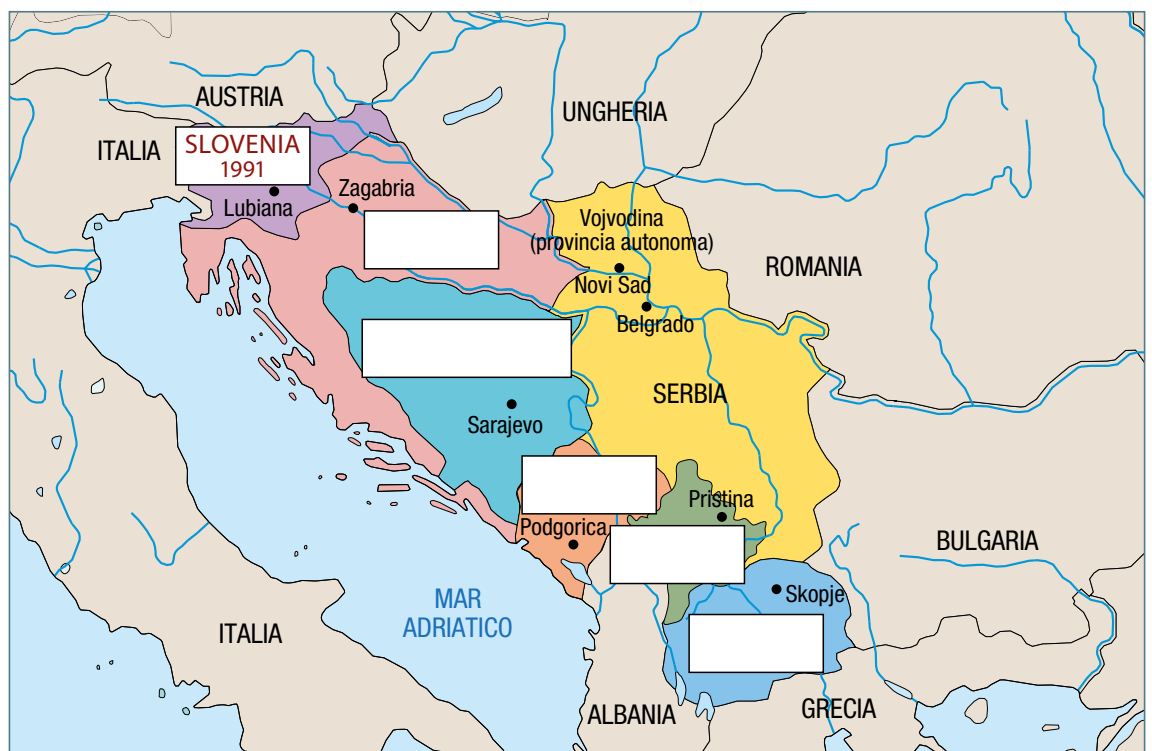 AUSTRIA
UNGHERIA
ITALIA
SLOVENIA
1991
Zagabria
Lubiana
Vojvodina
(provincia autonoma)
ROMANIA
Novi Sad
Belgrado
SERBIA
Sarajevo
Pristina
Podgorica
BULGARIA
Skopje
MAR
ADRIATICO
ITALIA
ALBANIA
GRECIA